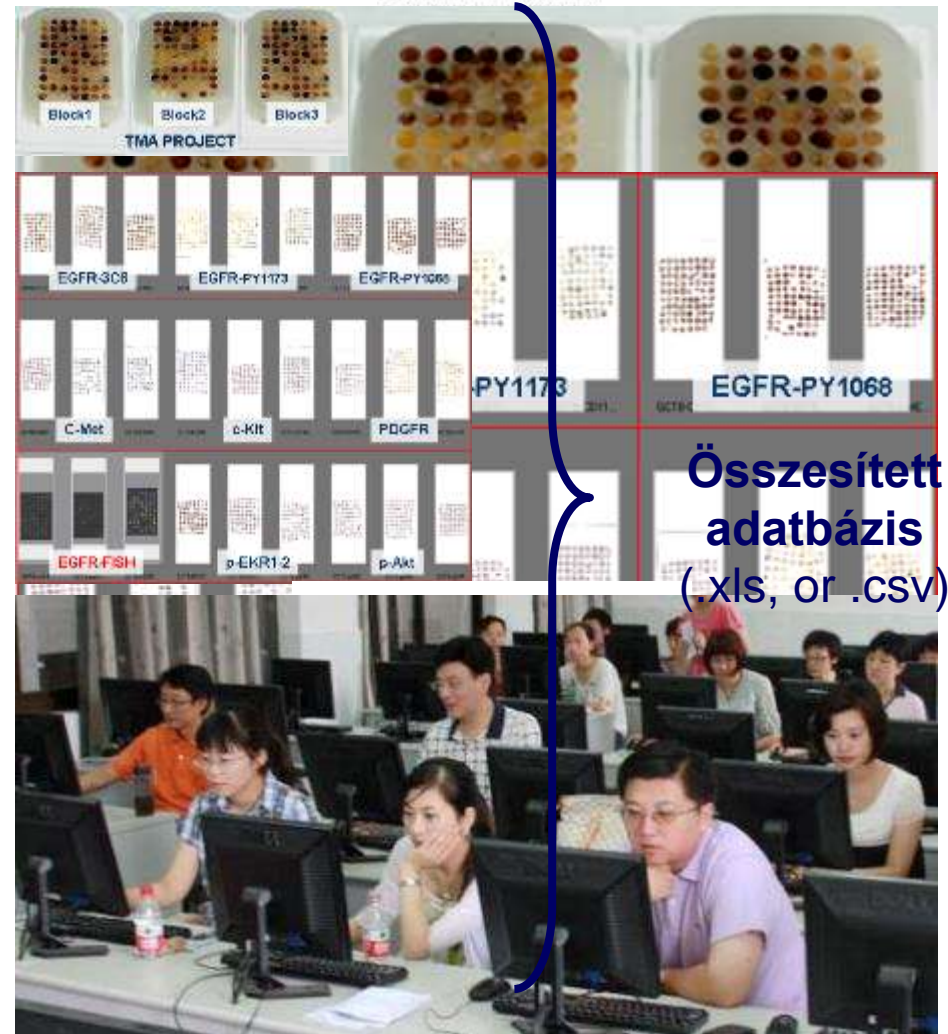 Block1
Block2
Block3
TMA PROJECT
EGFR-3C6
EGFR-PY1173
EGFR-PY1068
-PY1173
EGFR-PY1068
C-Met
c-Kit
PDGFR
EGFR-FISH
p-EKR1-2
p-Akt
Összesített
adatbázis
(.xls, or .csv)